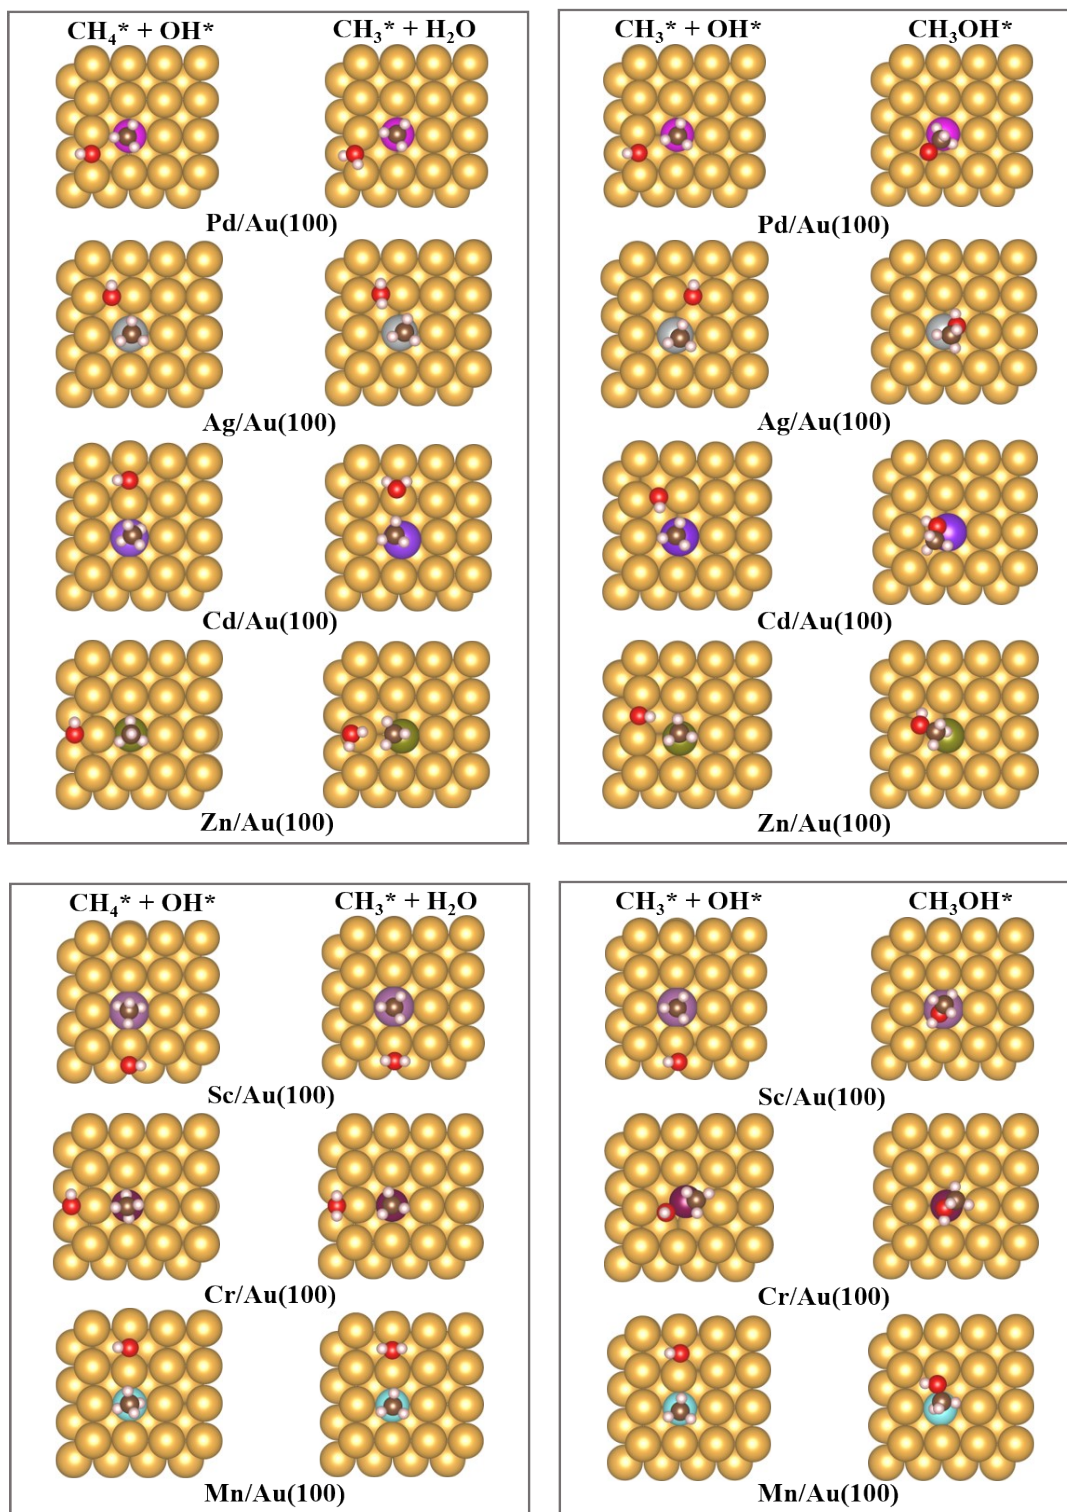 CH₄* + OH* CH₃* + H₂O
Pd/Au(100)
Ag/Au(100)
Cd/Au(100)
Zn/Au(100)
CH₃* + OH* CH₃OH*
Pd/Au(100)
Ag/Au(100)
Cd/Au(100)
Zn/Au(100)
CH₄* + OH* CH₃* + H₂O
Sc/Au(100)
Cr/Au(100)
Mn/Au(100)
CH₃* + OH* CH₃OH*
Sc/Au(100)
Cr/Au(100)
Mn/Au(100)